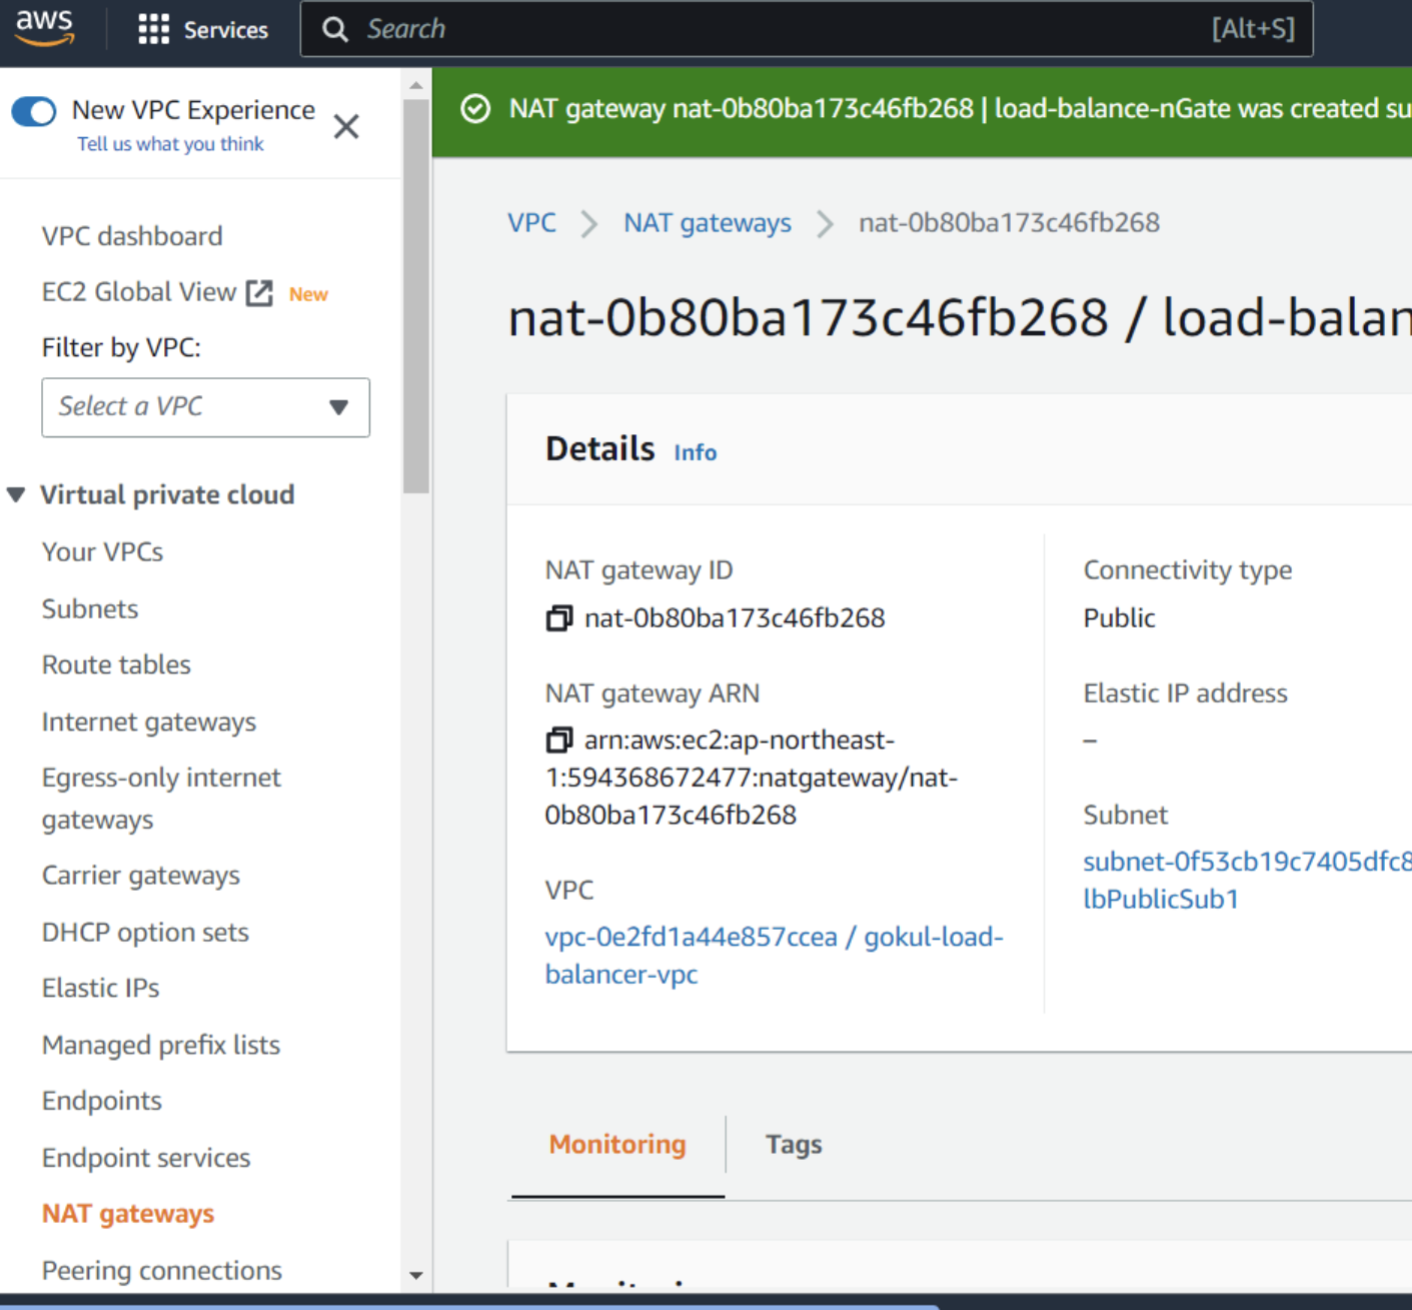 aws
Services
Search
[Alt+S]
New VPC Experience
Tell us what you think
VPC dashboard
EC2 Global View New
Filter by VPC:
Select a VPC
Virtual private cloud
Your VPCs
Subnets
Route tables
Internet gateways
Egress-only internet
gateways
Carrier gateways
DHCP option sets
Elastic IPs
Managed prefix lists
Endpoints
Endpoint services
NAT gateways
Peering connections
NAT gateway nat-0b80ba173c46fb268 | load-balance-nGate was created su
VPC
NAT gateways
nat-0b80ba173c46fb268
nat-0b80ba173c46fb268 / load-balan
Details Info
NAT gateway ID
nat-0b80ba173c46fb268
NAT gateway ARN
arn:aws:ec2:ap-northeast-
1:594368672477:natgateway/nat-
0b80ba173c46fb268
VPC
vpc-0e2fd1a44e857ccea / gokul-load-
balancer-vpc
Connectivity type
Public
Elastic IP address
–
Subnet
subnet-0f53cb19c7405dfc8
lbPublicSub1
Monitoring
Tags